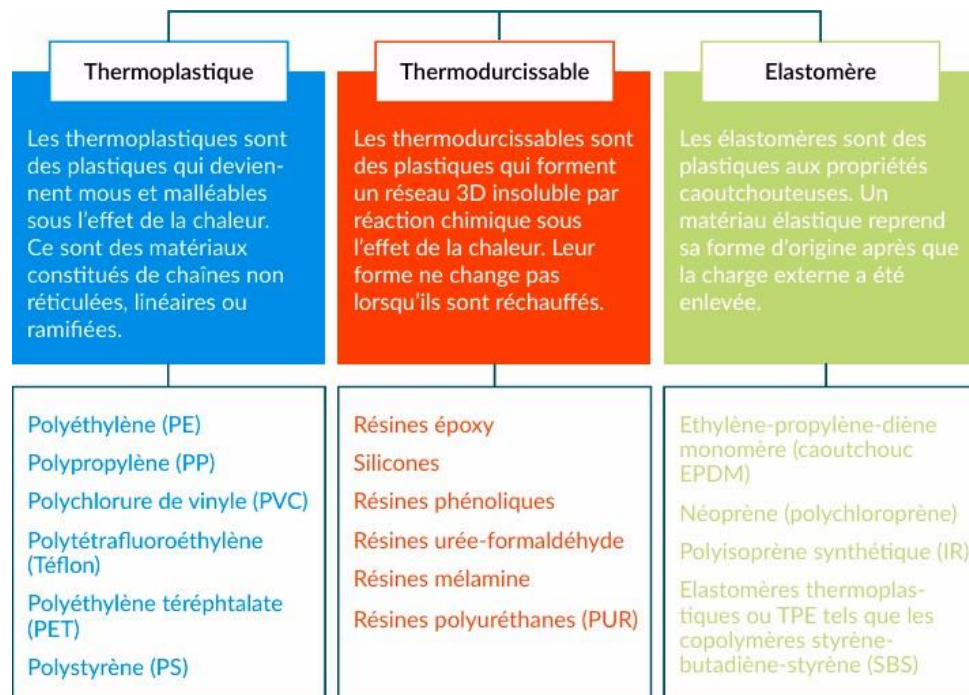 Thermoplastique
Les thermoplastiques sont
des plastiques qui devien-
nent mous et malléables
sous l'effet de la chaleur.
Ce sont des matériaux
constitués de chaînes non
réticulées, linéaires ou
ramifiées.
Polyéthylène (PE)
Polypropylène (PP)
Polychlorure de vinyle (PVC)
Polytétrafluoroéthylène
(Téflon)
Polyéthylène téréphtalate
(PET)
Polystyrène (PS)
Thermodurcissable
Les thermodurcissables sont
des plastiques qui forment
un réseau 3D insoluble par
réaction chimique sous
l'effet de la chaleur. Leur
forme ne change pas
lorsqu'ils sont réchauffés.
Résines époxy
Silicones
Résines phénoliques
Résines urée-formaldéhyde
Résines mélamine
Résines polyuréthanes (PUR)
Elastomère
Les élastomères sont des
plastiques aux propriétés
caoutchouteuses. Un
matériau élastique reprend
sa forme d'origine après que
la charge externe a été
enlevée.
Ethylène-propylène-diène
monomère (caoutchouc
EPDM)
Néoprène (polychloroprène)
Polyisoprène synthétique (IR)
Elastomères thermoplas-
tiques ou TPE tels que les
copolymères styrène-
butadiène-styrène (SBS)